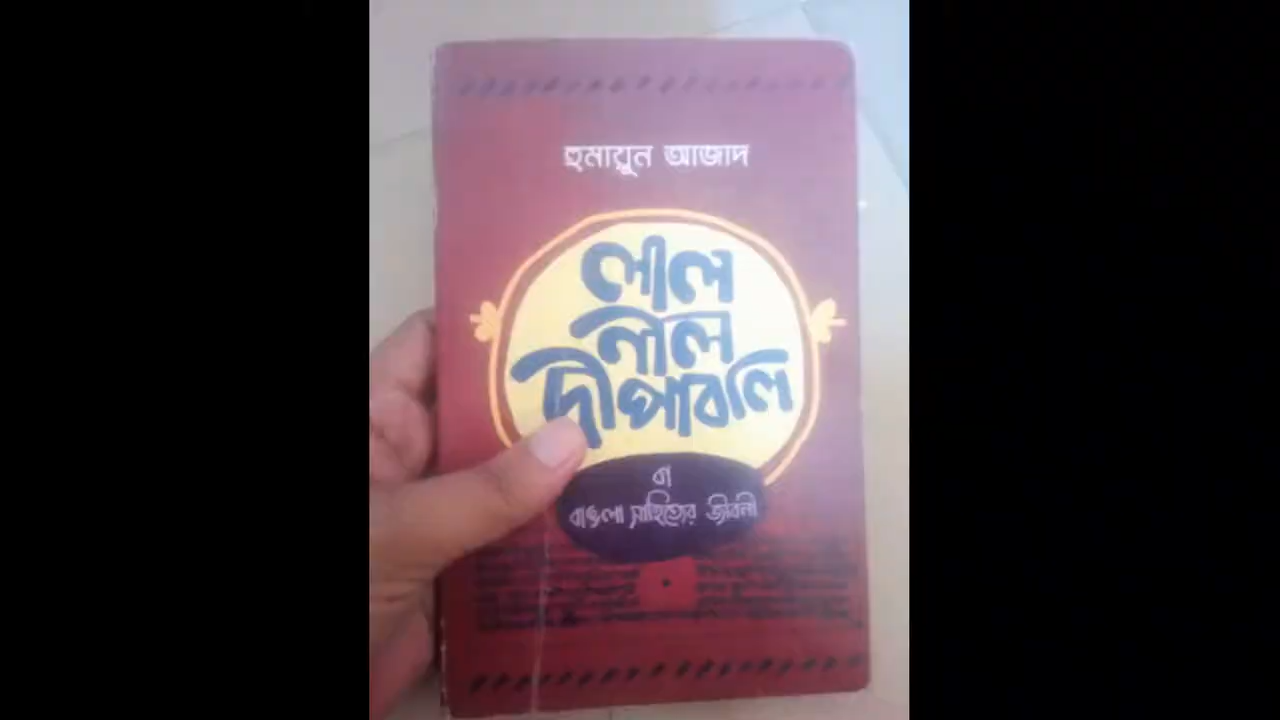 হুমায়ুন আজাদ
লাল
নীল
দীপাবলি
বা
বাঙলা সাহিত্যের জীবনী